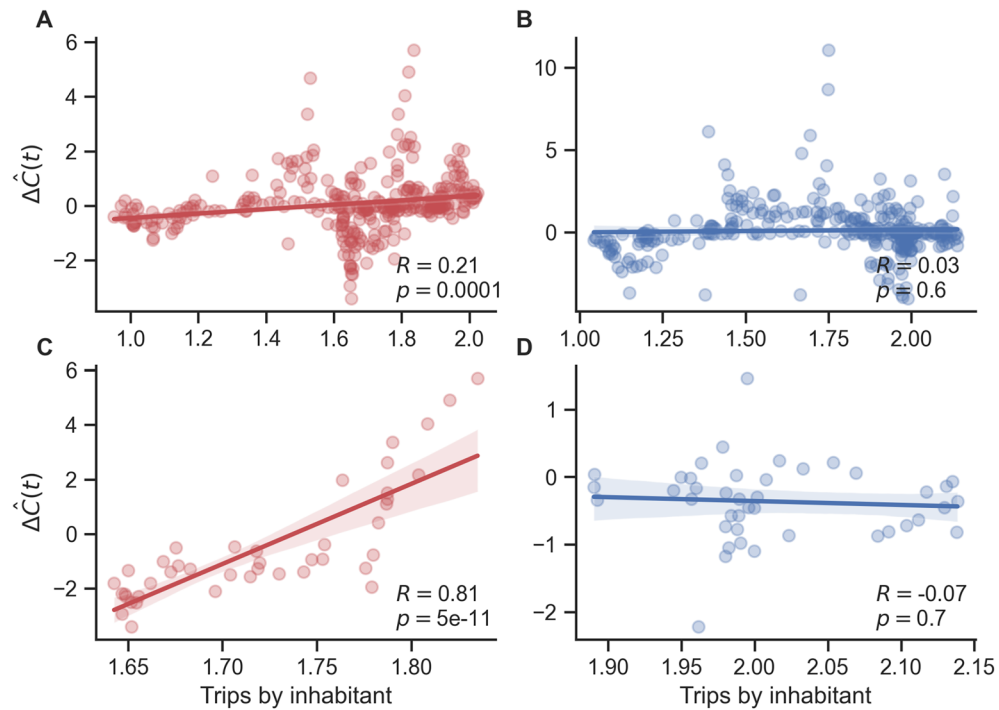 A
B
6
4
2
0
−2
ΔĈ(t)
R = 0.21
p = 0.0001
1.0
1.2
1.4
1.6
1.8
2.0
10
5
0
R = 0.03
p = 0.6
1.00
1.25
1.50
1.75
2.00
C
D
6
4
2
0
−2
ΔĈ(t)
R = 0.81
p = 5e-11
1.65
1.70
1.75
1.80
Trips by inhabitant
1
0
−1
−2
R = -0.07
p = 0.7
1.90
1.95
2.00
2.05
2.10
2.15
Trips by inhabitant